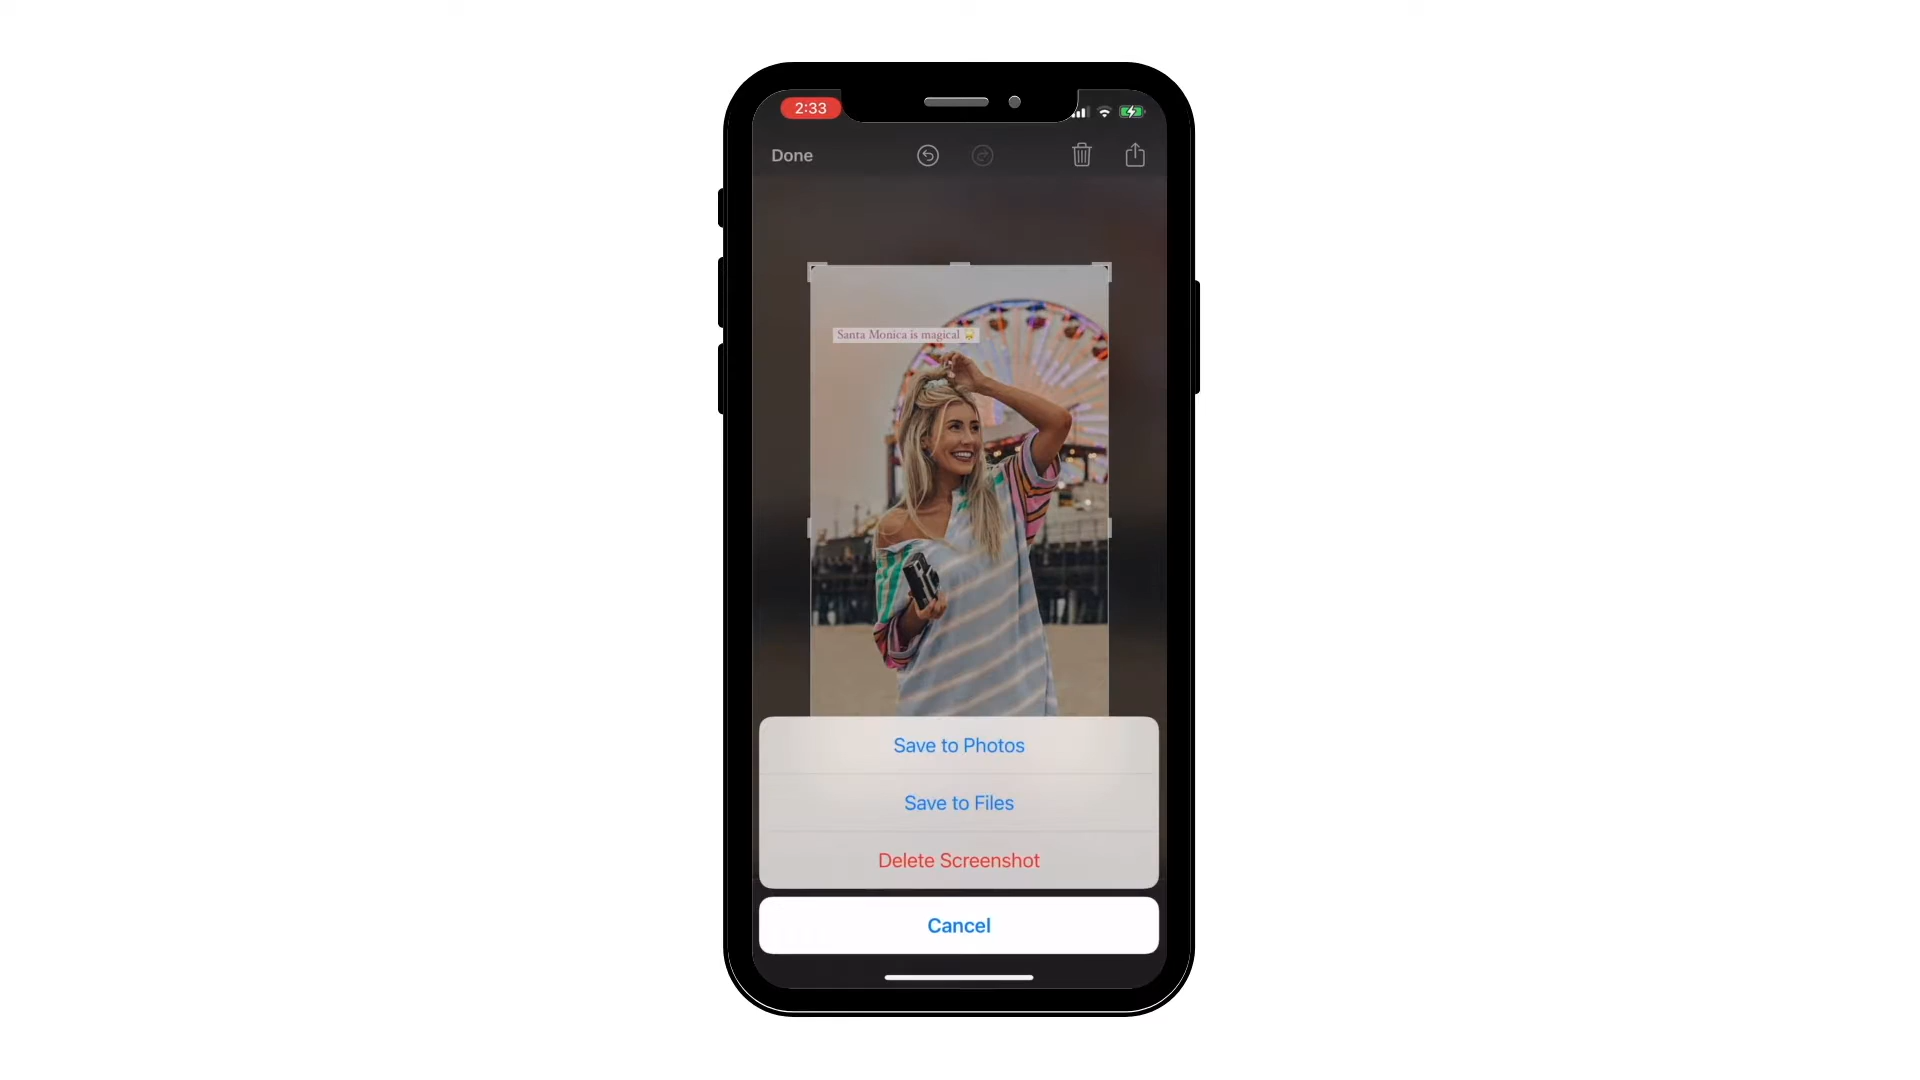 2:33
Done
Santa Monica is magical
Save to Photos
Save to Files
Delete Screenshot
Cancel